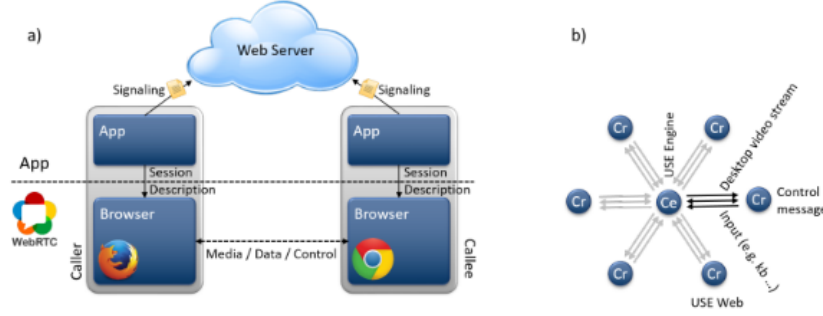 a)
Web Server
Signaling
Signaling
App
App
App
Session
Description
Session
Description
WebRTC
Caller
Browser
Media / Data / Control
Browser
Callee
b)
Cr
Cr
USE Engine
Desktop video stream
Cr
Ce
Cr
Control
message
Input (e.g. kb ...)
Cr
Cr
USE Web